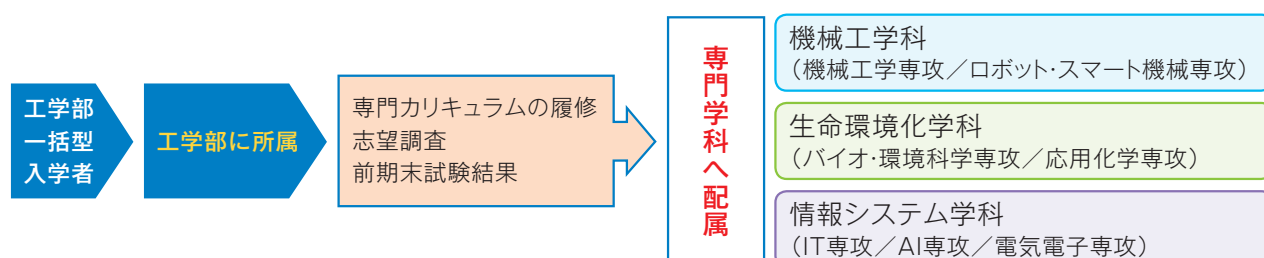 工学部
一括型
入学者
工学部に所属
専門カリキュラムの履修
志望調査
前期末試験結果
専門学科へ配属
機械工学科
（機械工学専攻／ロボット・スマート機械専攻）
生命環境化学科
（バイオ・環境科学専攻／応用化学専攻）
情報システム学科
（IT専攻／AI専攻／電気電子専攻）